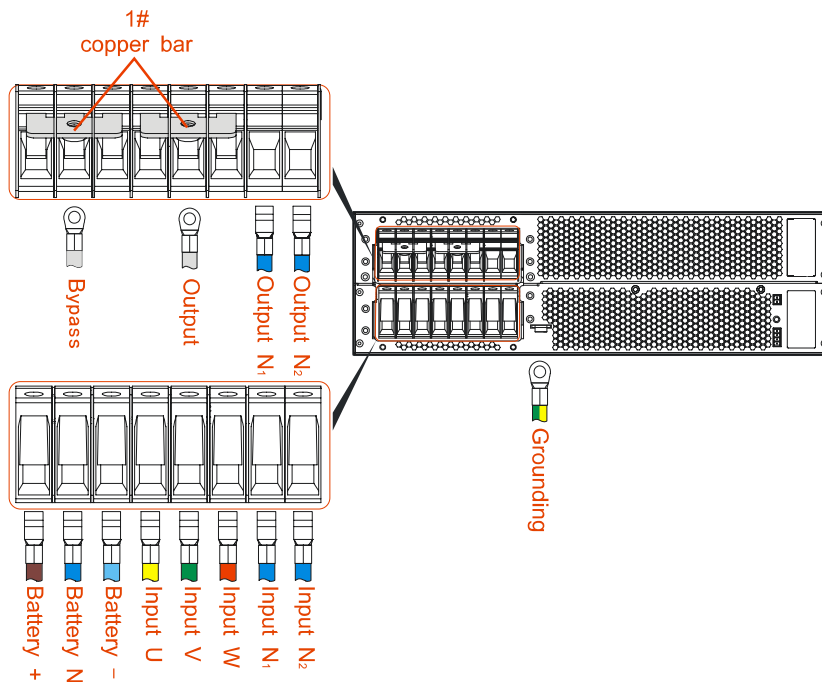 1#
copper bar
Bypass
Output
Output N₁
Output N₂
Grounding
Battery +
Battery N
Battery –
Input U
Input V
Input W
Input N₁
Input N₂